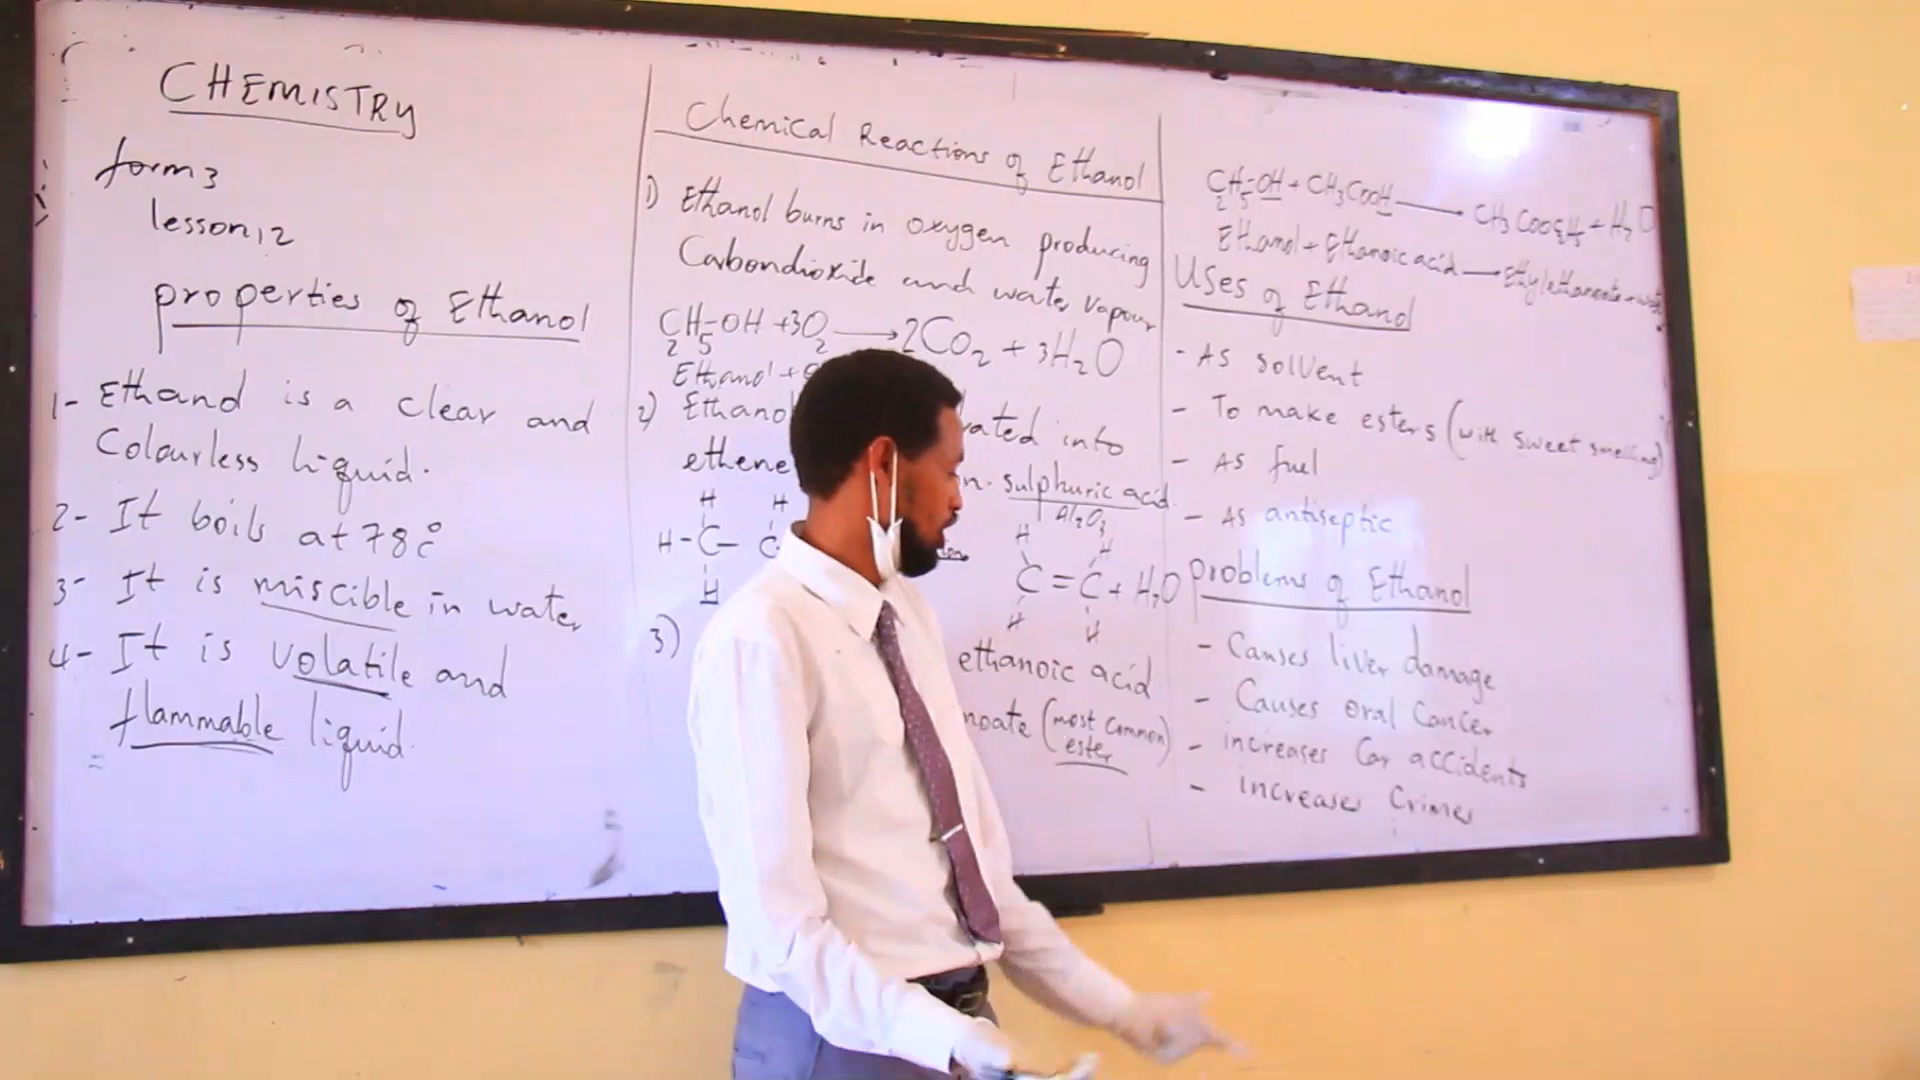 CHEMISTRY
form 3
lesson 12
properties of Ethanol
1- Ethanol is a clear and
Colourless liquid.
2- It boils at 78°C
3- It is miscible in water
4- It is volatile and
flammable liquid.
Chemical Reactions of Ethanol
1) Ethanol burns in oxygen producing
Carbondioxide and water vapour
C2H5-OH + 3O2 → 2CO2 + 3H2O
Ethanol +
2) Ethanol into
ethene sulphuric acid
Al2O3
H H H H
H-C- C C=C + H2O
H H H
3) ethanoic acid
(most common)
ester
C2H5-OH + CH3COOH → CH3COOC2H5 + H2O
Ethanol + Ethanoic acid → Ethylethanoate + water
Uses of Ethanol
- As solvent
- To make esters (with sweet smelling)
- As fuel
- As antiseptic
problems of Ethanol
- Causes liver damage
- Causes oral Cancer
- increases Car accidents
- increases Crimes